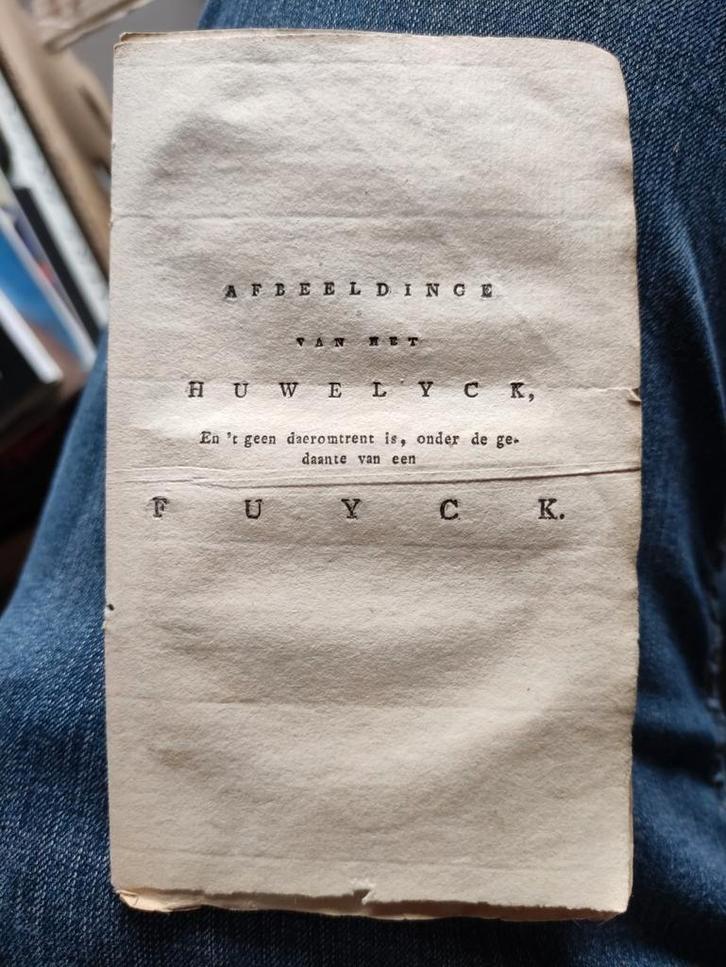 AFBEELDINGE
VAN HET
HUWELYCK,
En 't geen daeromtrent is, onder de ge-
daante van een
FUYCK.